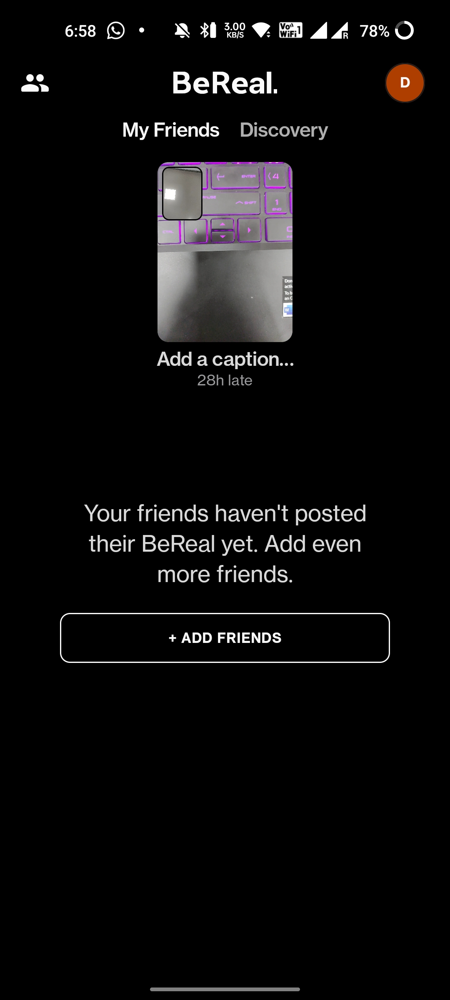 6:58 3.00 KB/S Vo WiFi 1 R 78%
BeReal.
D
My Friends Discovery
ENTER 4
PAUSE SHIFT 1
END
CTRL
Don
activ
To b
an O
W
Add a caption...
28h late
Your friends haven't posted
their BeReal yet. Add even
more friends.
+ ADD FRIENDS